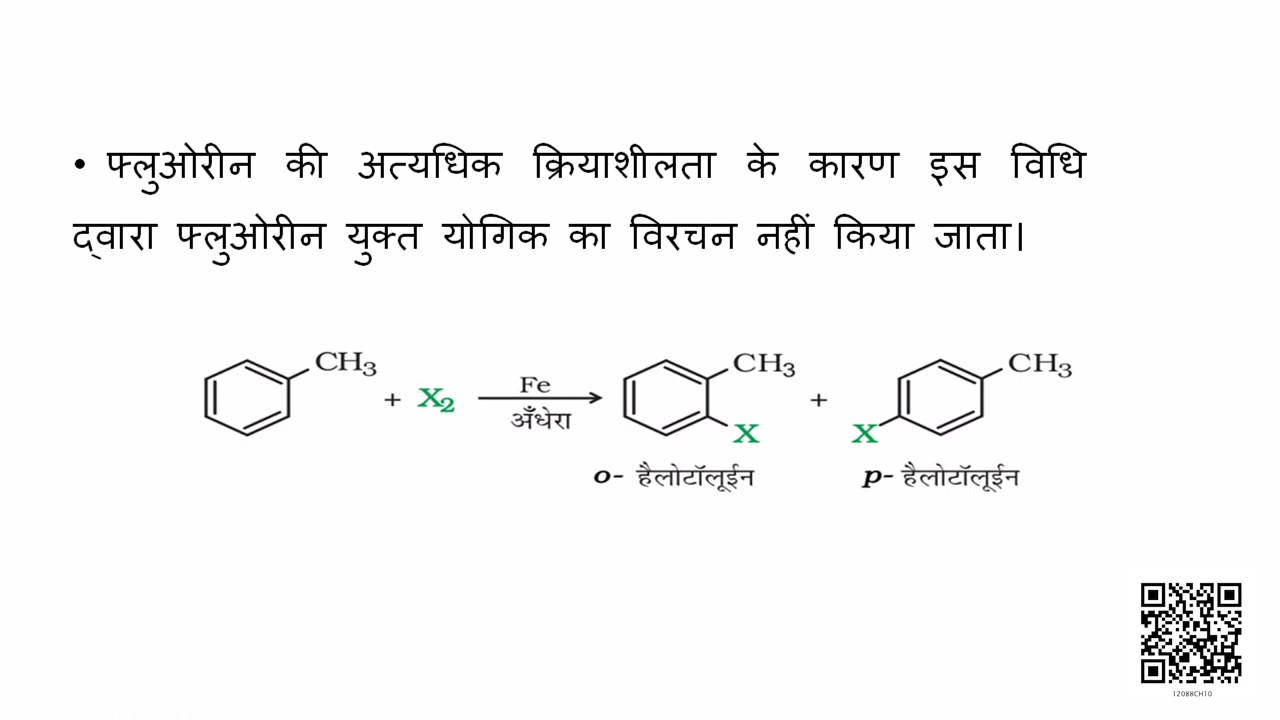 • फ्लुओरीन की अत्यधिक क्रियाशीलता के कारण इस विधि
द्वारा फ्लुओरीन युक्त योगिक का विरचन नहीं किया जाता।
CH3 + X2 Fe अँधेरा CH3 X + CH3 X
o- हैलोटॉलूईन p- हैलोटॉलूईन
12088CH10